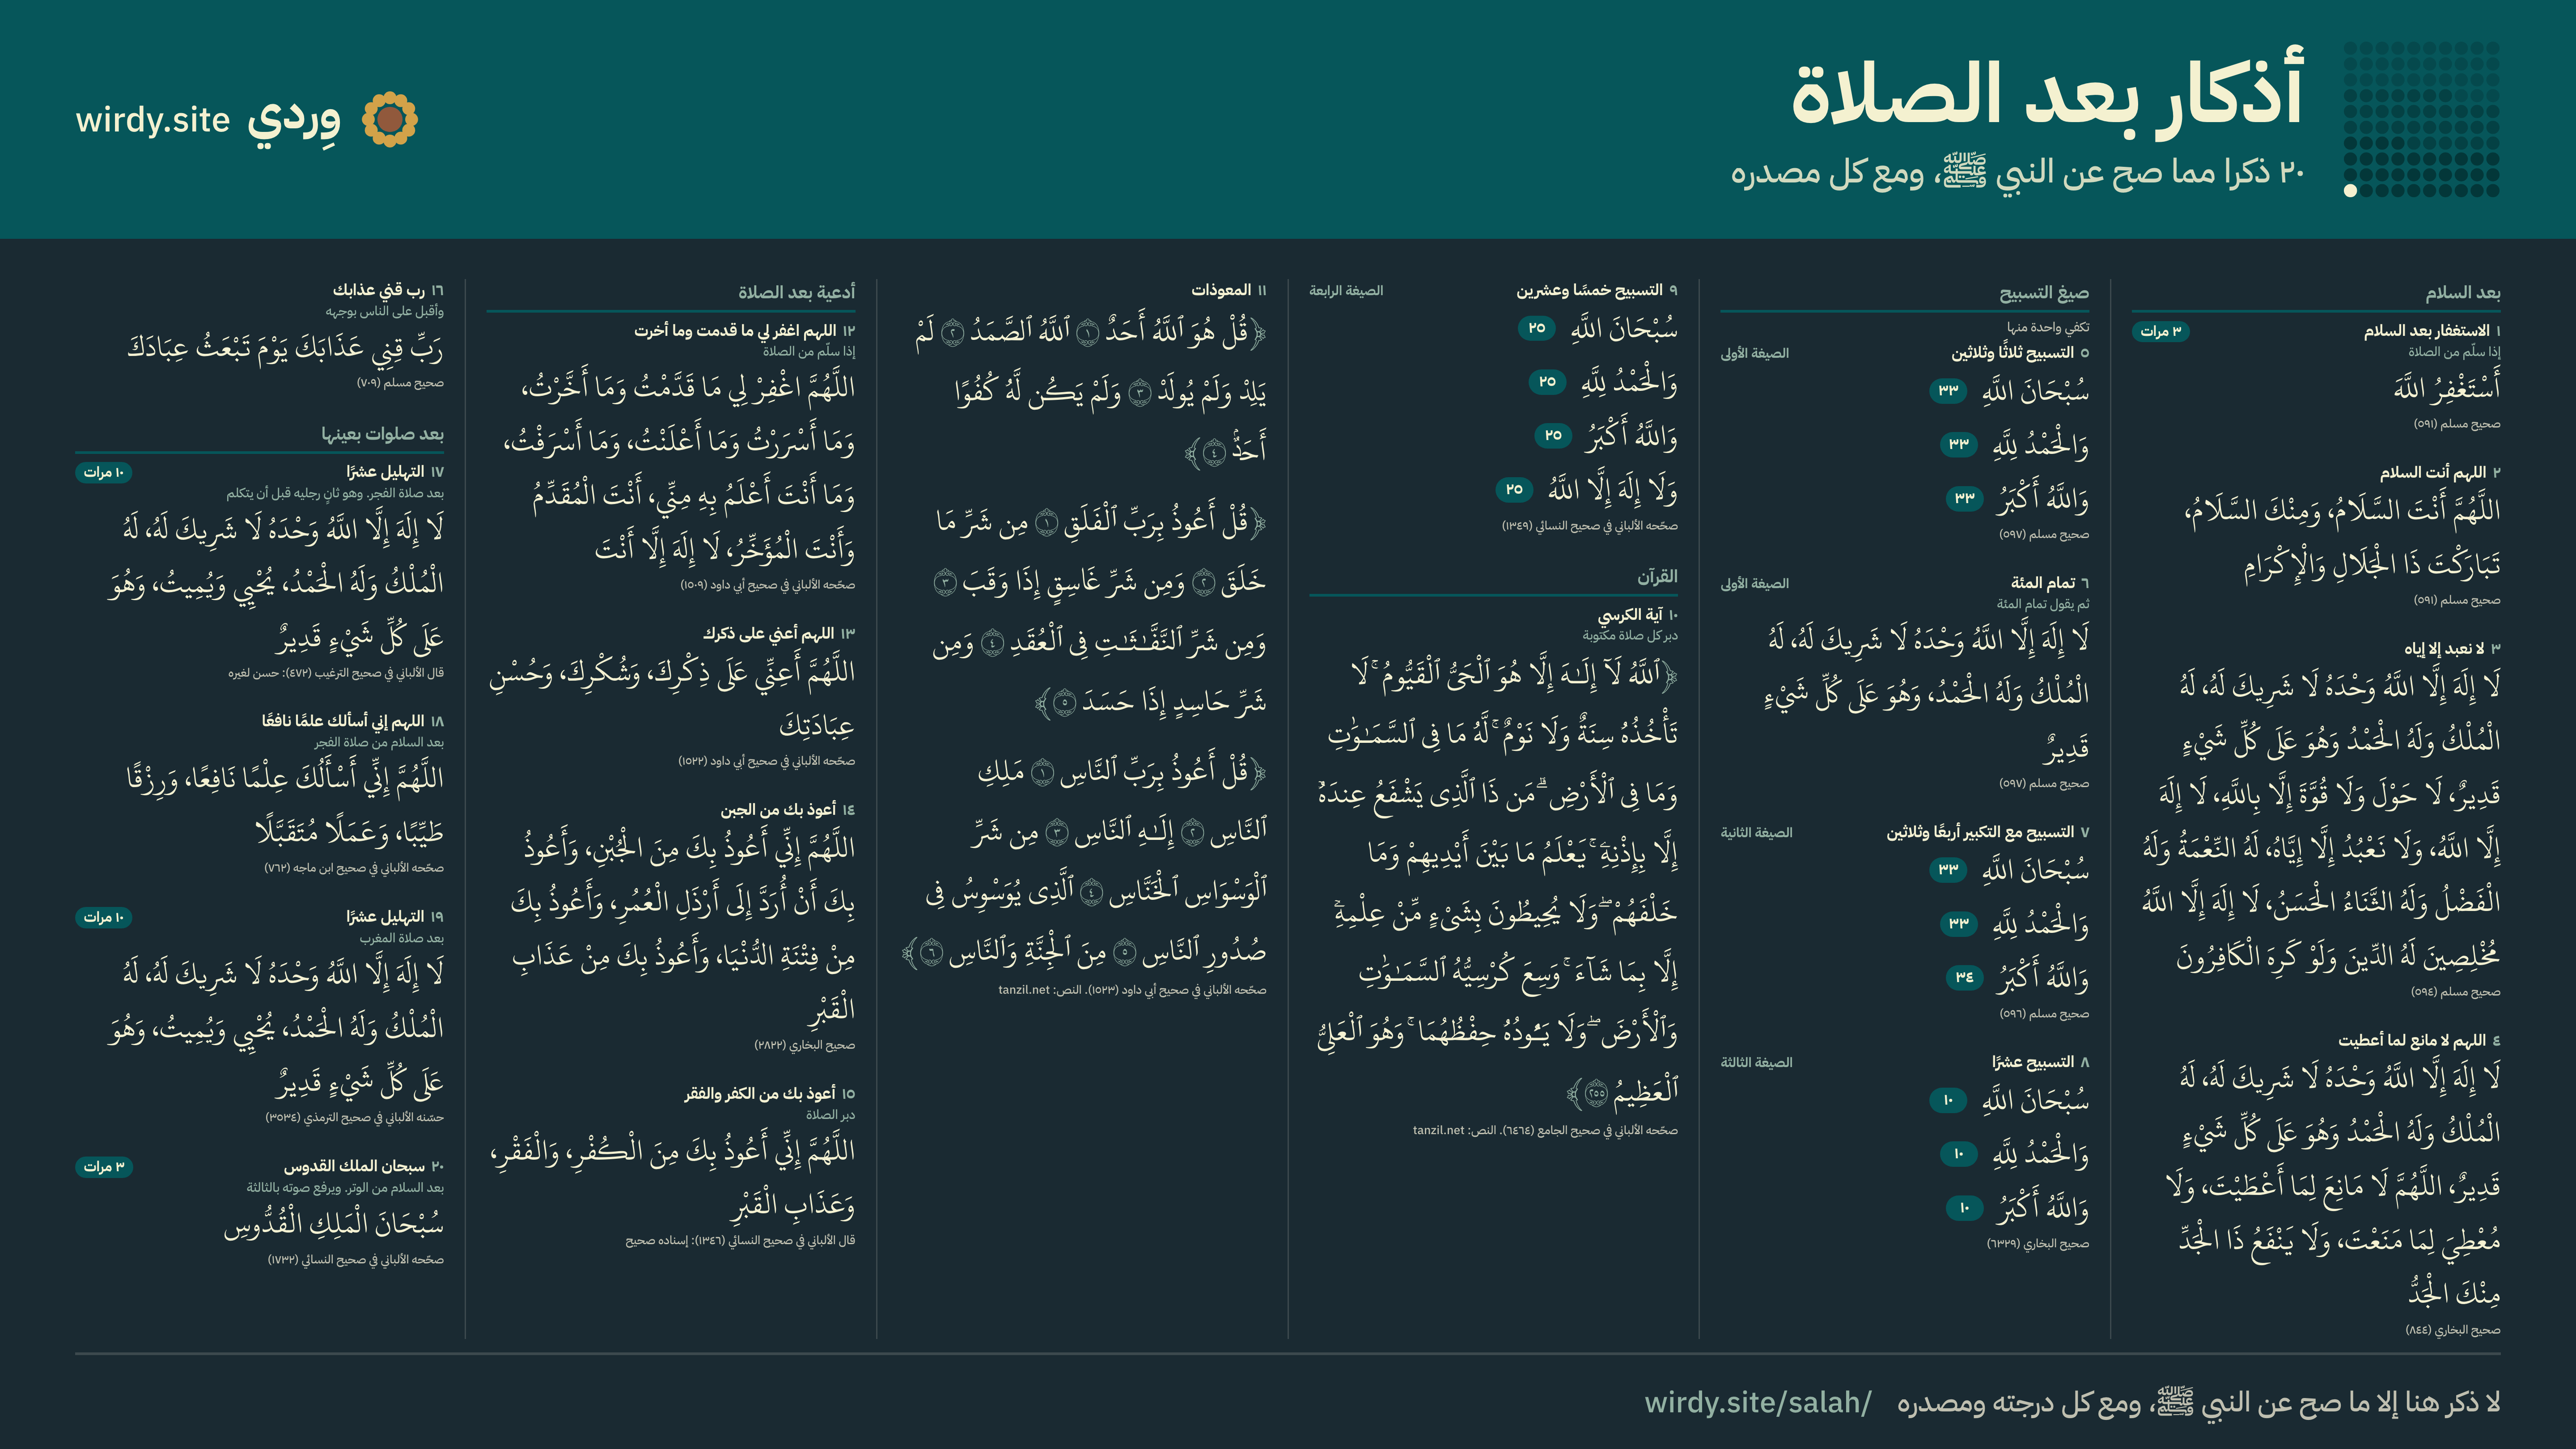 أذكار بعد الصلاة
٢٠ ذكرا مما صح عن النبي ﷺ، ومع كل مصدره
وِردي wirdy.site
بعد السلام
١ الاستغفار بعد السلام ٣ مرات
إذا سلّم من الصلاة
أَسْتَغْفِرُ اللَّهَ
صحيح مسلم (٥٩١)
٢ اللهم أنت السلام
اللَّهُمَّ أَنْتَ السَّلَامُ، وَمِنْكَ السَّلَامُ،
تَبَارَكْتَ ذَا الْجَلَالِ وَالْإِكْرَامِ
صحيح مسلم (٥٩١)
٣ لا نعبد إلا إياه
لَا إِلَهَ إِلَّا اللَّهُ وَحْدَهُ لَا شَرِيكَ لَهُ، لَهُ
الْمُلْكُ وَلَهُ الْحَمْدُ وَهُوَ عَلَى كُلِّ شَيْءٍ
قَدِيرٌ، لَا حَوْلَ وَلَا قُوَّةَ إِلَّا بِاللَّهِ، لَا إِلَهَ
إِلَّا اللَّهُ، وَلَا نَعْبُدُ إِلَّا إِيَّاهُ، لَهُ النِّعْمَةُ وَلَهُ
الْفَضْلُ وَلَهُ الثَّنَاءُ الْحَسَنُ، لَا إِلَهَ إِلَّا اللَّهُ
مُخْلِصِينَ لَهُ الدِّينَ وَلَوْ كَرِهَ الْكَافِرُونَ
صحيح مسلم (٥٩٤)
٤ اللهم لا مانع لما أعطيت
لَا إِلَهَ إِلَّا اللَّهُ وَحْدَهُ لَا شَرِيكَ لَهُ، لَهُ
الْمُلْكُ وَلَهُ الْحَمْدُ وَهُوَ عَلَى كُلِّ شَيْءٍ
قَدِيرٌ، اللَّهُمَّ لَا مَانِعَ لِمَا أَعْطَيْتَ، وَلَا
مُعْطِيَ لِمَا مَنَعْتَ، وَلَا يَنْفَعُ ذَا الْجَدِّ
مِنْكَ الْجَدُّ
صحيح البخاري (٨٤٤)
صيغ التسبيح
تكفي واحدة منها
٥ التسبيح ثلاثًا وثلاثين الصيغة الأولى
سُبْحَانَ اللَّهِ ٣٣
وَالْحَمْدُ لِلَّهِ ٣٣
وَاللَّهُ أَكْبَرُ ٣٣
صحيح مسلم (٥٩٧)
٦ تمام المئة الصيغة الأولى
ثم يقول تمام المئة
لَا إِلَهَ إِلَّا اللَّهُ وَحْدَهُ لَا شَرِيكَ لَهُ، لَهُ
الْمُلْكُ وَلَهُ الْحَمْدُ، وَهُوَ عَلَى كُلِّ شَيْءٍ
قَدِيرٌ
صحيح مسلم (٥٩٧)
٧ التسبيح مع التكبير أربعًا وثلاثين الصيغة الثانية
سُبْحَانَ اللَّهِ ٣٣
وَالْحَمْدُ لِلَّهِ ٣٣
وَاللَّهُ أَكْبَرُ ٣٤
صحيح مسلم (٥٩٦)
٨ التسبيح عشرًا الصيغة الثالثة
سُبْحَانَ اللَّهِ ١٠
وَالْحَمْدُ لِلَّهِ ١٠
وَاللَّهُ أَكْبَرُ ١٠
صحيح البخاري (٦٣٢٩)
٩ التسبيح خمسًا وعشرين الصيغة الرابعة
سُبْحَانَ اللَّهِ ٢٥
وَالْحَمْدُ لِلَّهِ ٢٥
وَاللَّهُ أَكْبَرُ ٢٥
وَلَا إِلَهَ إِلَّا اللَّهُ ٢٥
صحّحه الألباني في صحيح النسائي (١٣٤٩)
القرآن
١٠ آية الكرسي
دبر كل صلاة مكتوبة
﴿ٱللَّهُ لَآ إِلَـٰهَ إِلَّا هُوَ ٱلْحَىُّ ٱلْقَيُّومُ ۚ لَا
تَأْخُذُهُۥ سِنَةٌ وَلَا نَوْمٌ ۚ لَّهُۥ مَا فِى ٱلسَّمَـٰوَٰتِ
وَمَا فِى ٱلْأَرْضِ ۗ مَن ذَا ٱلَّذِى يَشْفَعُ عِندَهُۥٓ
إِلَّا بِإِذْنِهِۦ ۚ يَعْلَمُ مَا بَيْنَ أَيْدِيهِمْ وَمَا
خَلْفَهُمْ ۖ وَلَا يُحِيطُونَ بِشَىْءٍ مِّنْ عِلْمِهِۦٓ
إِلَّا بِمَا شَآءَ ۚ وَسِعَ كُرْسِيُّهُ ٱلسَّمَـٰوَٰتِ
وَٱلْأَرْضَ ۖ وَلَا يَـُٔودُهُۥ حِفْظُهُمَا ۚ وَهُوَ ٱلْعَلِىُّ
ٱلْعَظِيمُ ٢٥٥﴾
صحّحه الألباني في صحيح الجامع (٦٤٦٤). النص: tanzil.net
١١ المعوذات
﴿قُلْ هُوَ ٱللَّهُ أَحَدٌ ١ ٱللَّهُ ٱلصَّمَدُ ٢ لَمْ
يَلِدْ وَلَمْ يُولَدْ ٣ وَلَمْ يَكُن لَّهُۥ كُفُوًا
أَحَدٌۢ ٤﴾
﴿قُلْ أَعُوذُ بِرَبِّ ٱلْفَلَقِ ١ مِن شَرِّ مَا
خَلَقَ ٢ وَمِن شَرِّ غَاسِقٍ إِذَا وَقَبَ ٣
وَمِن شَرِّ ٱلنَّفَّـٰثَـٰتِ فِى ٱلْعُقَدِ ٤ وَمِن
شَرِّ حَاسِدٍ إِذَا حَسَدَ ٥﴾
﴿قُلْ أَعُوذُ بِرَبِّ ٱلنَّاسِ ١ مَلِكِ
ٱلنَّاسِ ٢ إِلَـٰهِ ٱلنَّاسِ ٣ مِن شَرِّ
ٱلْوَسْوَاسِ ٱلْخَنَّاسِ ٤ ٱلَّذِى يُوَسْوِسُ فِى
صُدُورِ ٱلنَّاسِ ٥ مِنَ ٱلْجِنَّةِ وَٱلنَّاسِ ٦﴾
صحّحه الألباني في صحيح أبي داود (١٥٢٣). النص: tanzil.net
أدعية بعد الصلاة
١٢ اللهم اغفر لي ما قدمت وما أخرت
إذا سلّم من الصلاة
اللَّهُمَّ اغْفِرْ لِي مَا قَدَّمْتُ وَمَا أَخَّرْتُ،
وَمَا أَسْرَرْتُ وَمَا أَعْلَنْتُ، وَمَا أَسْرَفْتُ،
وَمَا أَنْتَ أَعْلَمُ بِهِ مِنِّي، أَنْتَ الْمُقَدِّمُ
وَأَنْتَ الْمُؤَخِّرُ، لَا إِلَهَ إِلَّا أَنْتَ
صحّحه الألباني في صحيح أبي داود (١٥٠٩)
١٣ اللهم أعني على ذكرك
اللَّهُمَّ أَعِنِّي عَلَى ذِكْرِكَ، وَشُكْرِكَ، وَحُسْنِ
عِبَادَتِكَ
صحّحه الألباني في صحيح أبي داود (١٥٢٢)
١٤ أعوذ بك من الجبن
اللَّهُمَّ إِنِّي أَعُوذُ بِكَ مِنَ الْجُبْنِ، وَأَعُوذُ
بِكَ أَنْ أُرَدَّ إِلَى أَرْذَلِ الْعُمُرِ، وَأَعُوذُ بِكَ
مِنْ فِتْنَةِ الدُّنْيَا، وَأَعُوذُ بِكَ مِنْ عَذَابِ
الْقَبْرِ
صحيح البخاري (٢٨٢٢)
١٥ أعوذ بك من الكفر والفقر
دبر الصلاة
اللَّهُمَّ إِنِّي أَعُوذُ بِكَ مِنَ الْكُفْرِ، وَالْفَقْرِ،
وَعَذَابِ الْقَبْرِ
قال الألباني في صحيح النسائي (١٣٤٦): إسناده صحيح
١٦ رب قني عذابك
وأقبل على الناس بوجهه
رَبِّ قِنِي عَذَابَكَ يَوْمَ تَبْعَثُ عِبَادَكَ
صحيح مسلم (٧٠٩)
بعد صلوات بعينها
١٧ التهليل عشرًا ١٠ مرات
بعد صلاة الفجر. وهو ثانٍ رجليه قبل أن يتكلم
لَا إِلَهَ إِلَّا اللَّهُ وَحْدَهُ لَا شَرِيكَ لَهُ، لَهُ
الْمُلْكُ وَلَهُ الْحَمْدُ، يُحْيِي وَيُمِيتُ، وَهُوَ
عَلَى كُلِّ شَيْءٍ قَدِيرٌ
قال الألباني في صحيح الترغيب (٤٧٢): حسن لغيره
١٨ اللهم إني أسألك علمًا نافعًا
بعد السلام من صلاة الفجر
اللَّهُمَّ إِنِّي أَسْأَلُكَ عِلْمًا نَافِعًا، وَرِزْقًا
طَيِّبًا، وَعَمَلًا مُتَقَبَّلًا
صحّحه الألباني في صحيح ابن ماجه (٧٦٢)
١٩ التهليل عشرًا ١٠ مرات
بعد صلاة المغرب
لَا إِلَهَ إِلَّا اللَّهُ وَحْدَهُ لَا شَرِيكَ لَهُ، لَهُ
الْمُلْكُ وَلَهُ الْحَمْدُ، يُحْيِي وَيُمِيتُ، وَهُوَ
عَلَى كُلِّ شَيْءٍ قَدِيرٌ
حسّنه الألباني في صحيح الترمذي (٣٥٣٤)
٢٠ سبحان الملك القدوس ٣ مرات
بعد السلام من الوتر. ويرفع صوته بالثالثة
سُبْحَانَ الْمَلِكِ الْقُدُّوسِ
صحّحه الألباني في صحيح النسائي (١٧٣٢)
لا ذكر هنا إلا ما صح عن النبي ﷺ، ومع كل درجته ومصدره wirdy.site/salah/